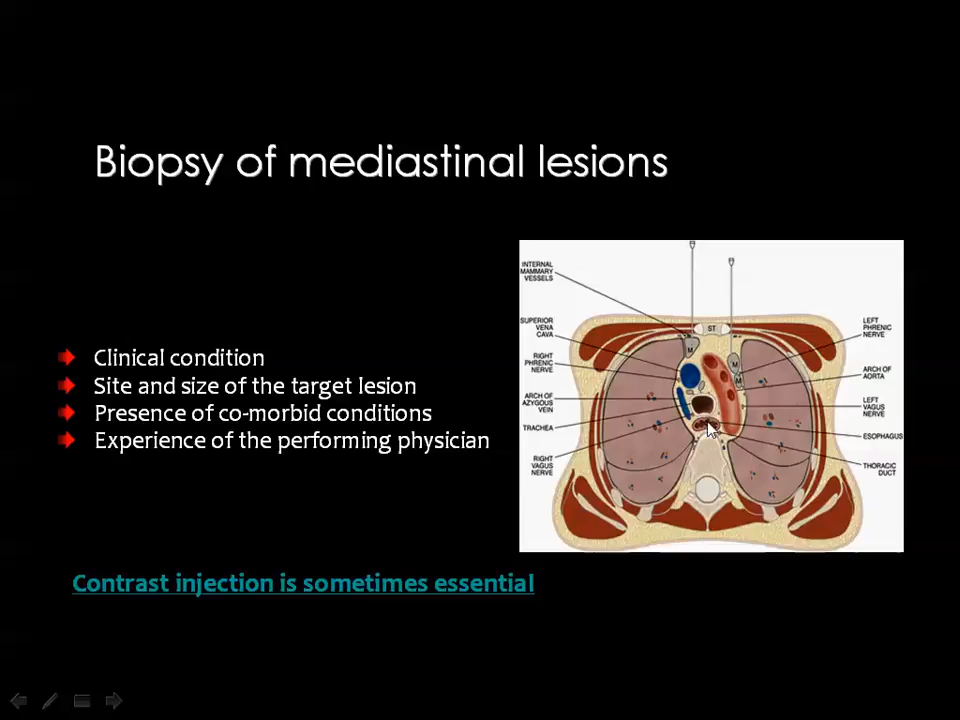 Biopsy of mediastinal lesions
Clinical condition
Site and size of the target lesion
Presence of co-morbid conditions
Experience of the performing physician
Contrast injection is sometimes essential
INTERNAL
MAMMARY
VESSELS
SUPERIOR
VENA
CAVA
RIGHT
PHRENIC
NERVE
ARCH OF
AZYGOUS
VEIN
TRACHEA
RIGHT
VAGUS
NERVE
ST
M
M
M
LEFT
PHRENIC
NERVE
ARCH OF
AORTA
LEFT
VAGUS
NERVE
ESOPHAGUS
THORACIC
DUCT